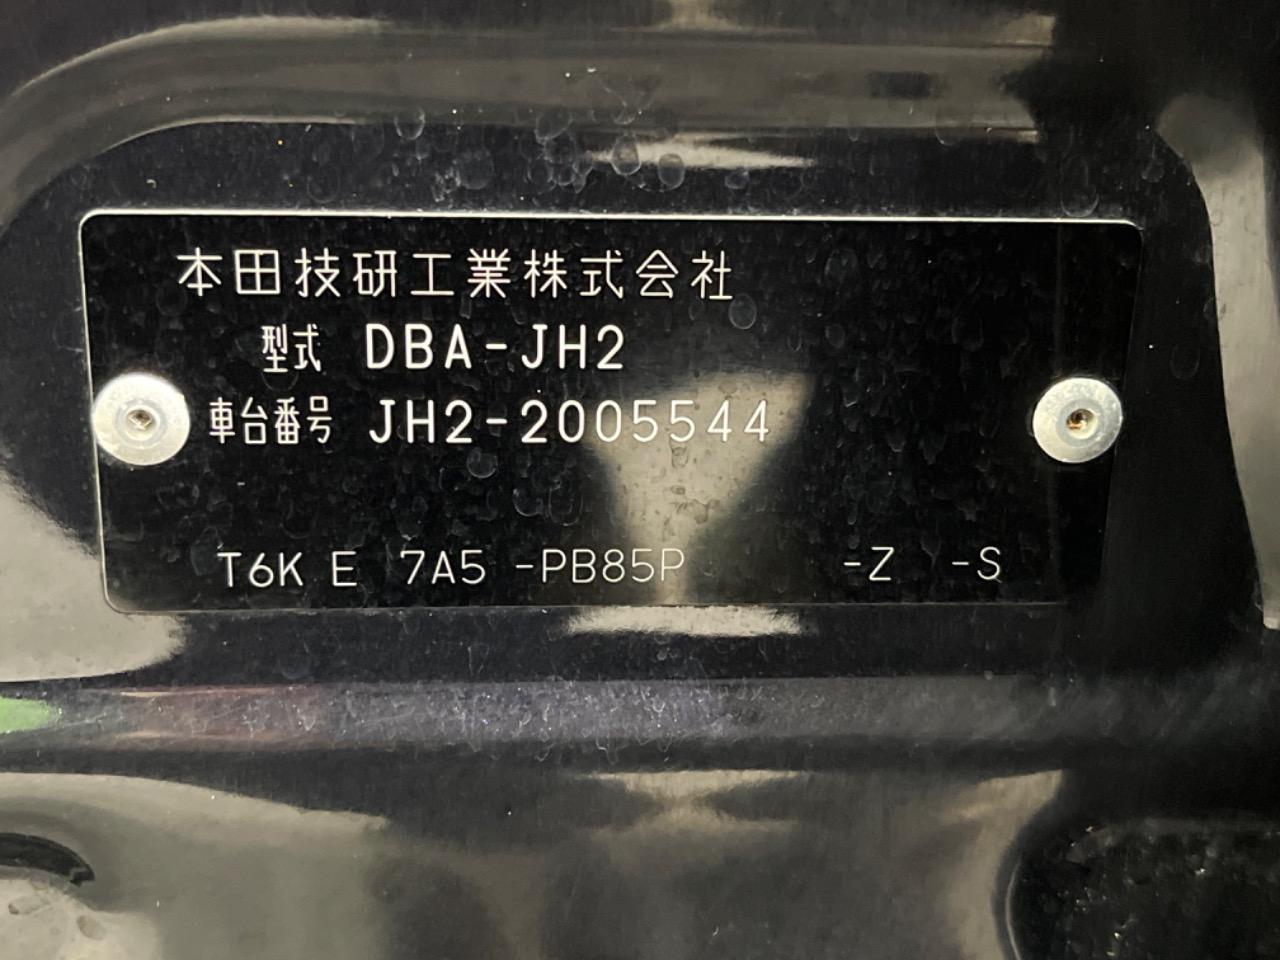 本田技研工業株式会社
型式 DBA-JH2
車台番号 JH2-2005544
T6K E 7A5 -PB85P -Z -S